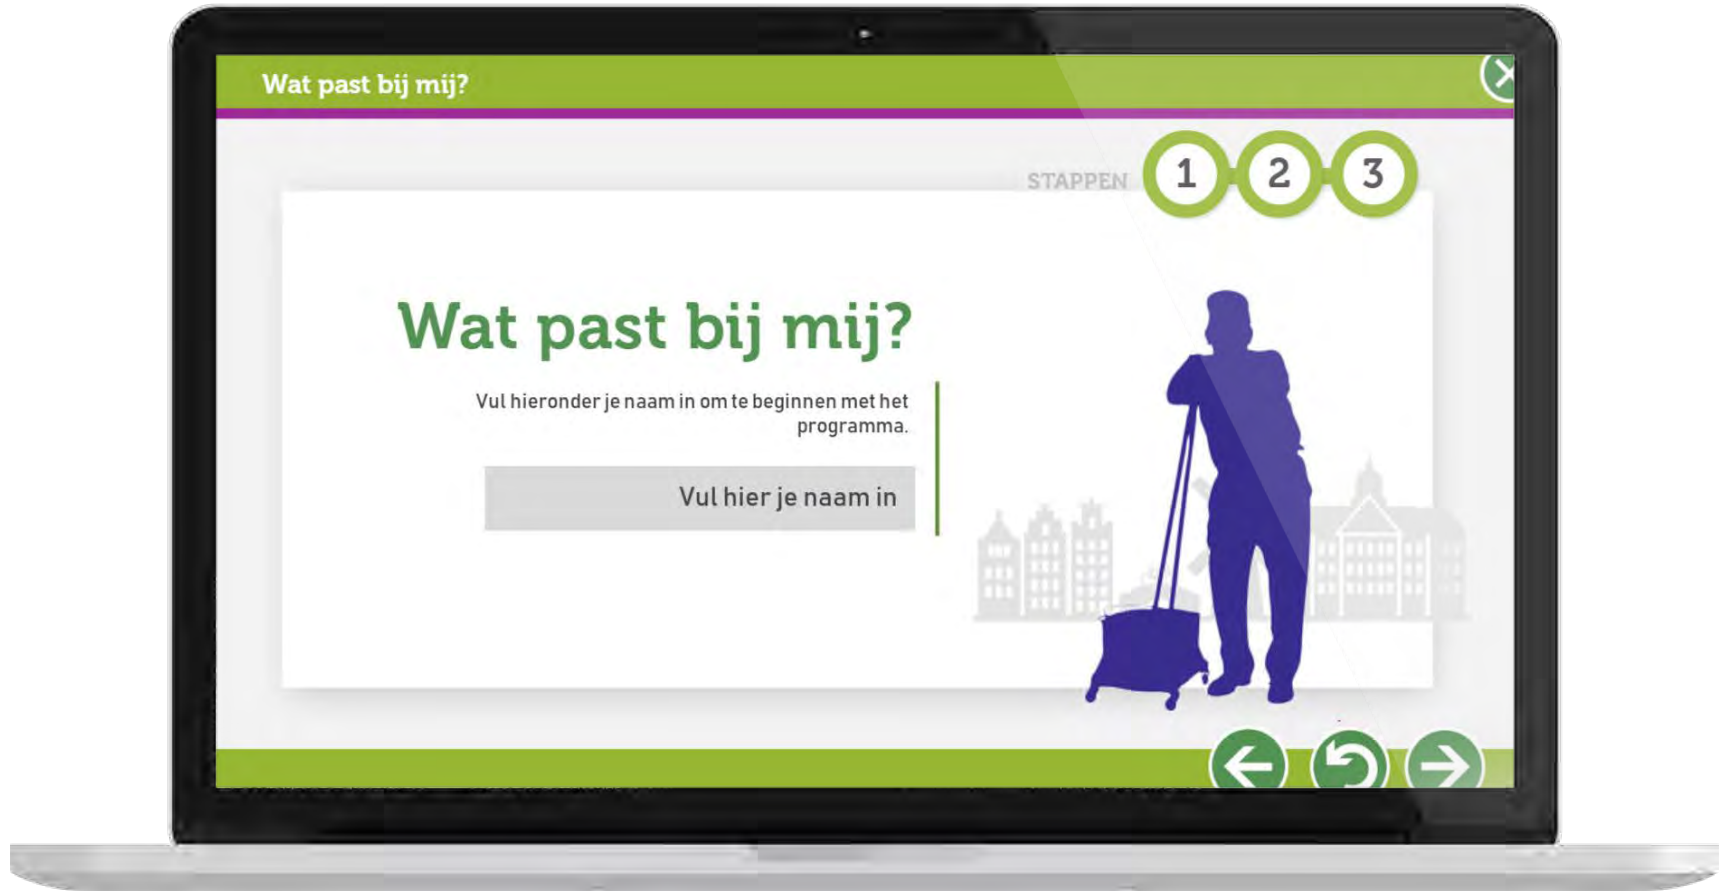 Wat past bij mij?
STAPPEN 1 2 3
Wat past bij mij?
Vul hieronder je naam in om te beginnen met het
programma.
Vul hier je naam in